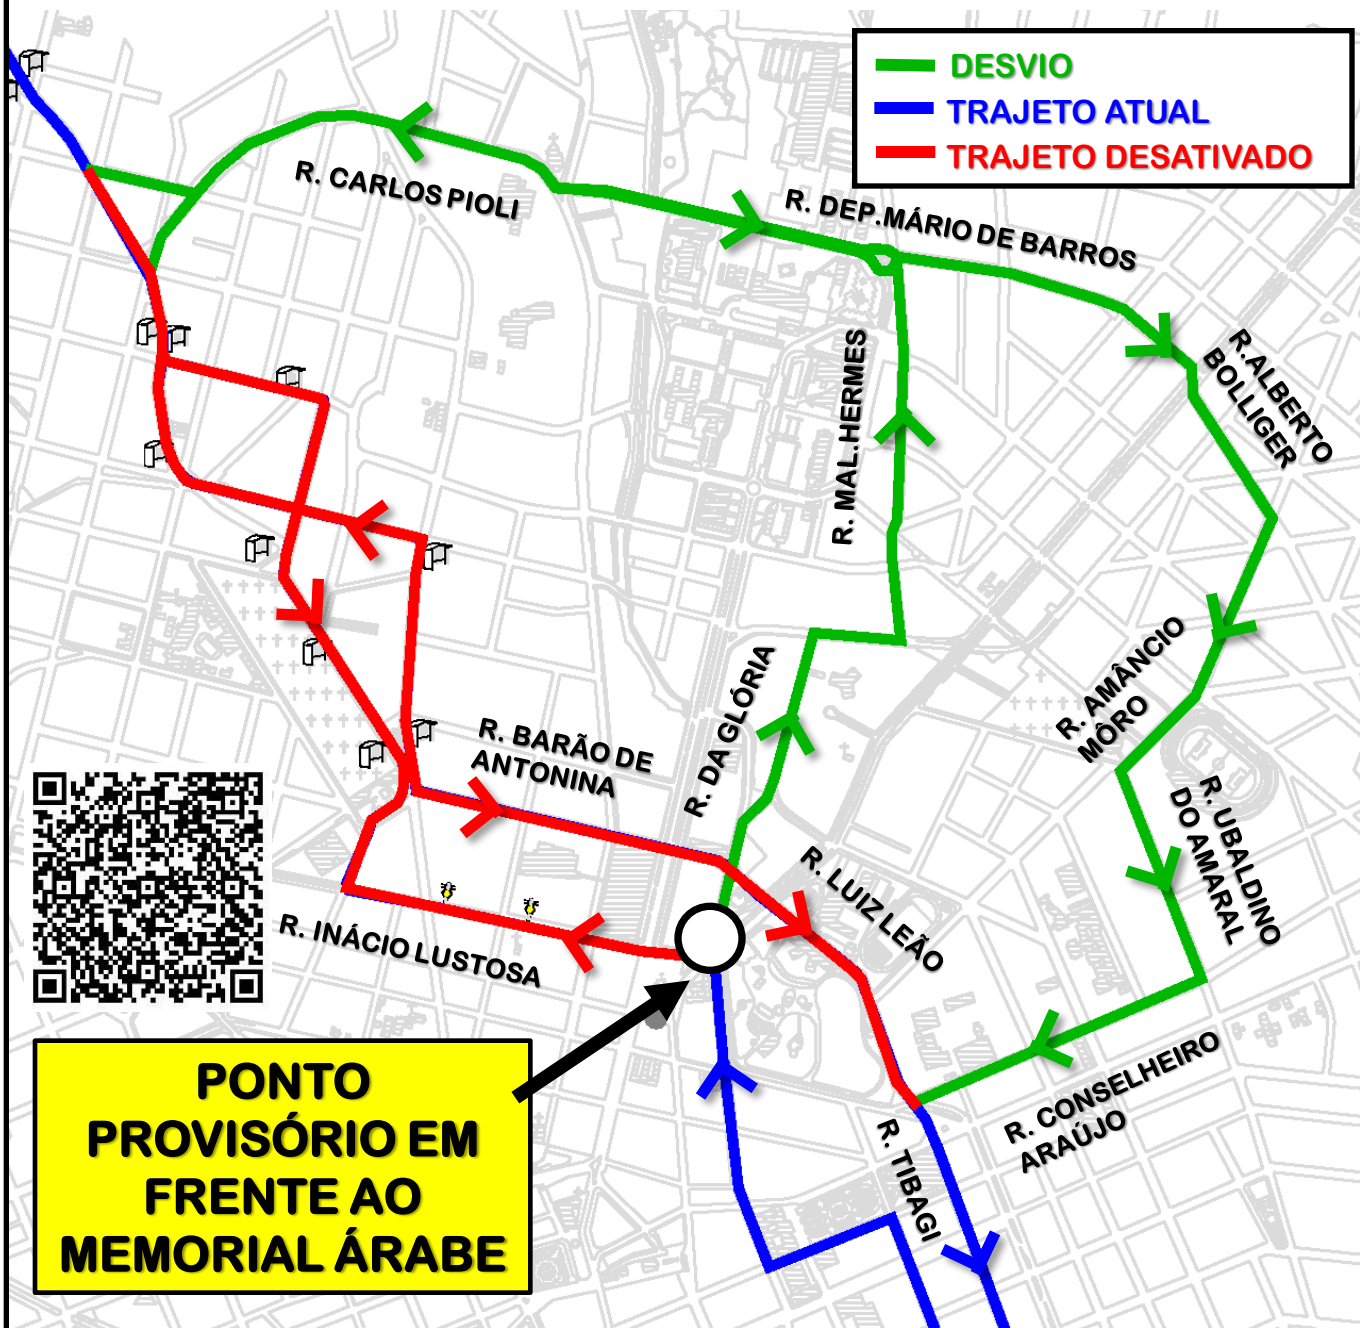 DESVIO
TRAJETO ATUAL
TRAJETO DESATIVADO
R. CARLOS PIOLI
R. DEP.MÁRIO DE BARROS
R.ALBERTO
BOLLIGER
R. MAL.HERMES
R. AMÂNCIO
MÔRO
R. DA GLÓRIA
R. BARÃO DE
ANTONINA
R. UBALDINO
DO AMARAL
R. LUIZ LEÃO
R. INÁCIO LUSTOSA
R. CONSELHEIRO
ARAÚJO
R. TIBAGI
PONTO
PROVISÓRIO EM
FRENTE AO
MEMORIAL ÁRABE